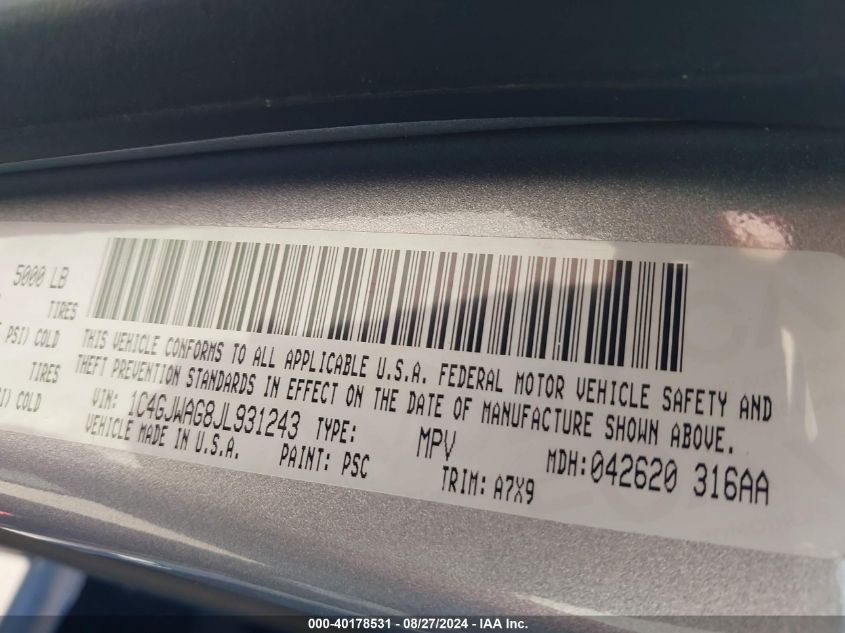 5000 LB
TIRES
PSI) COLD
TIRES
PSI) COLD
THIS VEHICLE CONFORMS TO ALL APPLICABLE U.S.A. FEDERAL MOTOR VEHICLE SAFETY AND
THEFT PREVENTION STANDARDS IN EFFECT ON THE DATE OF MANUFACTURE SHOWN ABOVE.
VIN: 1C4GJWAG8JL931243 TYPE: MPV MDH: 042620 316AA
VEHICLE MADE IN U.S.A. PAINT: PSC TRIM: A7X9
000-40178531 - 08/27/2024 - IAA Inc.